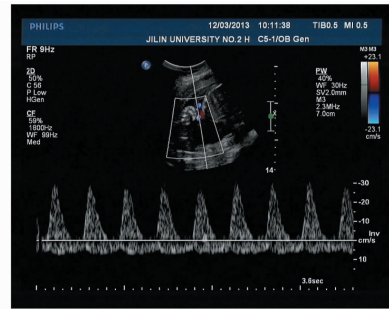 PHILIPS
12/03/2013 10:11:38 TIB0.5 MI 0.5
JILIN UNIVERSITY NO.2 H C5-1/OB Gen
FR 9Hz
RP
2D
50%
C 56
P Low
HGen
CF
59%
1800Hz
WF 99Hz
Med
M3 M3
+23.1
-23.1
cm/s
PW
40%
WF 30Hz
SV2.0mm
M3
2.3MHz
7.0cm
14
-30
-20
-10
Inv
cm/s
10
3.6sec